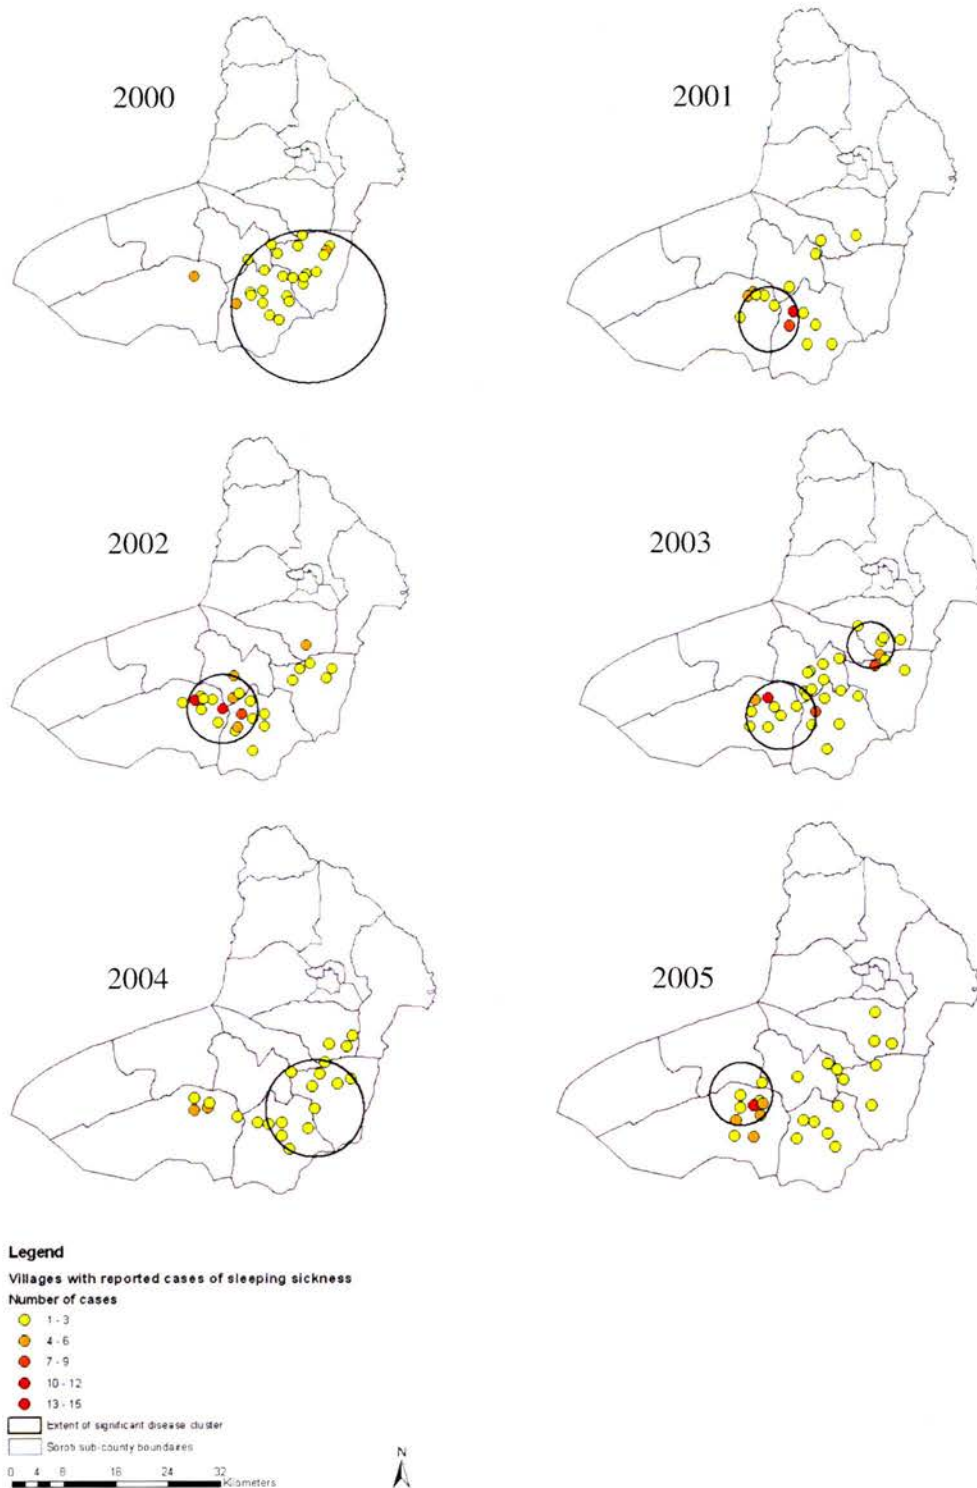 2000
2001
2002
2003
2004
2005
Legend
Villages with reported cases of sleeping sickness
Number of cases
1 - 3
4 - 6
7 - 9
10 - 12
13 - 15
Extent of significant disease cluster
Soroti sub-county boundaires
N
0 4 8 16 24 32
Kilometers